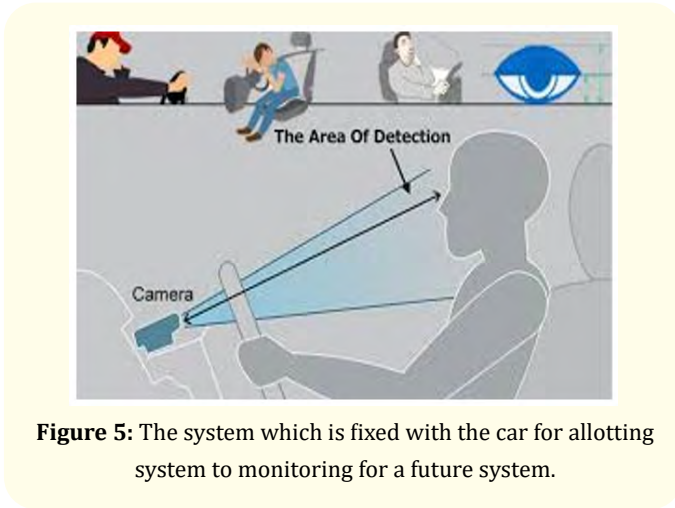 The Area Of Detection
Camera
Figure 5: The system which is fixed with the car for allotting
system to monitoring for a future system.